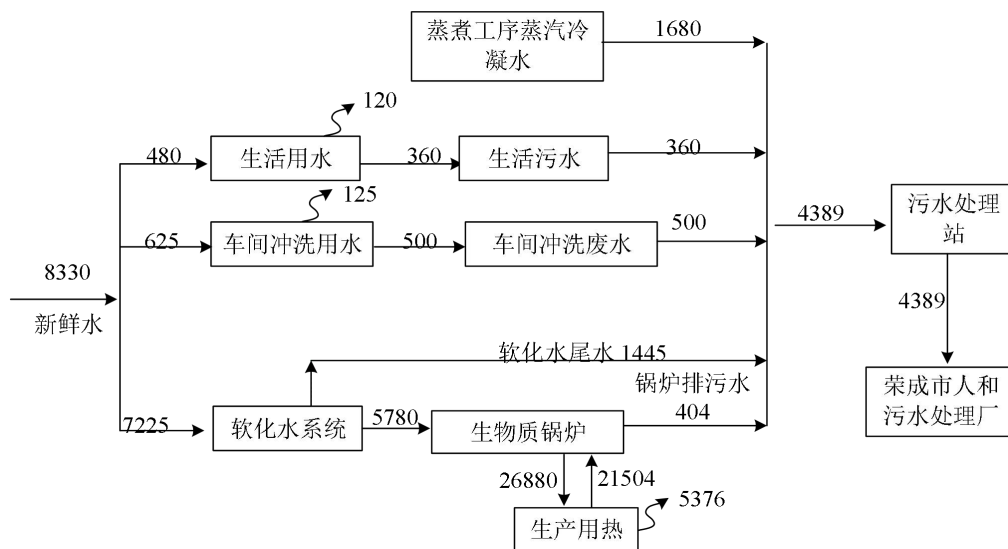 蒸煮工序蒸汽冷
凝水
1680
120
480
生活用水
360
生活污水
360
125
625
车间冲洗用水
500
车间冲洗废水
500
4389
污水处理
站
8330
新鲜水
4389
软化水尾水 1445
锅炉排污水
荣成市人和
污水处理厂
7225
软化水系统
5780
生物质锅炉
404
26880
21504
生产用热
5376